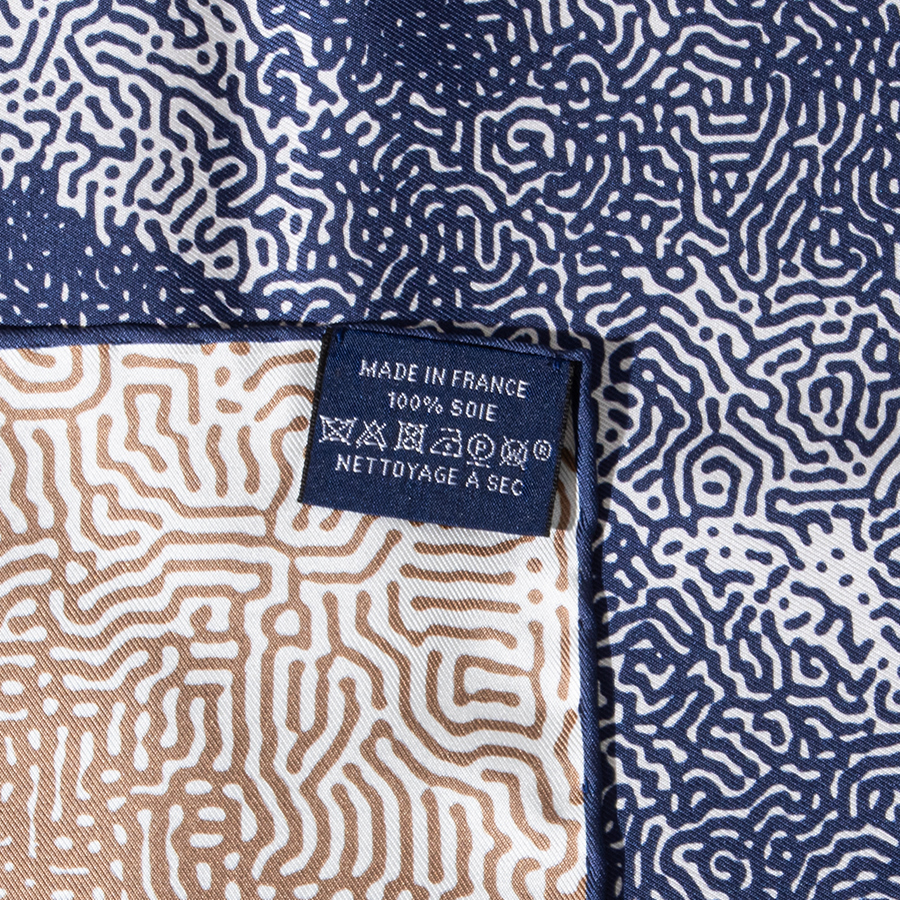 MADE IN FRANCE
100% SOIE
®
NETTOYAGE À SEC